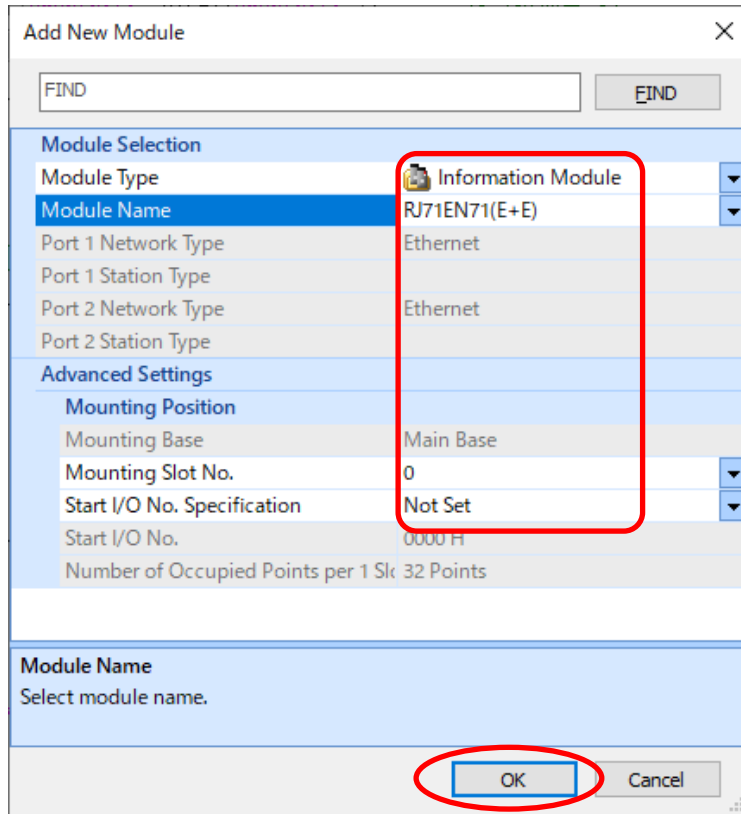 Add New Module
FIND FIND
Module Selection
Module Type Information Module
Module Name RJ71EN71(E+E)
Port 1 Network Type Ethernet
Port 1 Station Type
Port 2 Network Type Ethernet
Port 2 Station Type
Advanced Settings
Mounting Position
Mounting Base Main Base
Mounting Slot No. 0
Start I/O No. Specification Not Set
Start I/O No. 0000 H
Number of Occupied Points per 1 Slo 32 Points
Module Name
Select module name.
OK Cancel